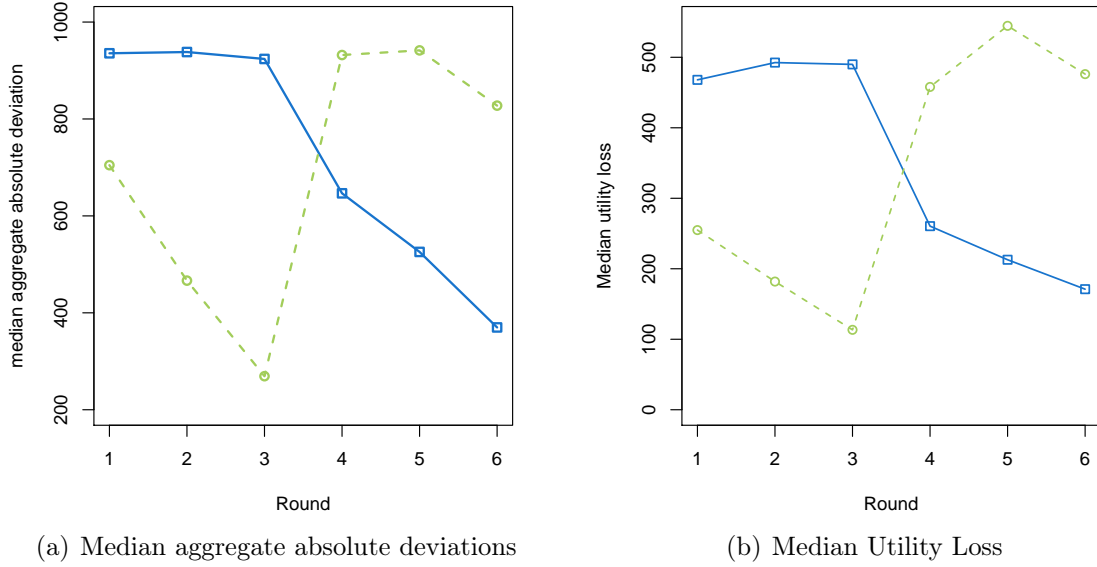 median aggregate absolute deviation
1000
800
600
400
200
1 2 3 4 5 6
Round
(a) Median aggregate absolute deviations
Median utility loss
500
400
300
200
100
0
1 2 3 4 5 6
Round
(b) Median Utility Loss